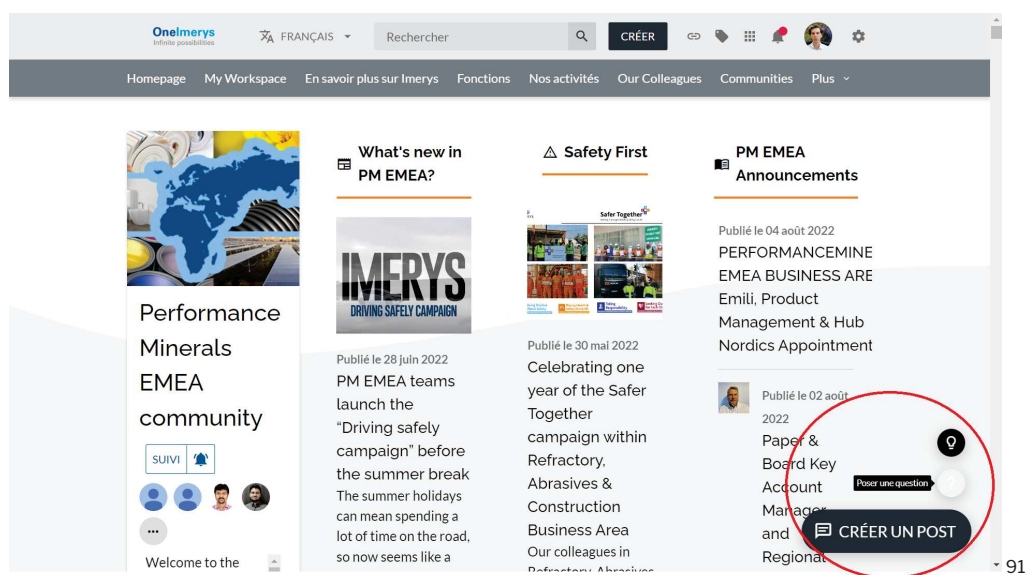 OneImerys
Infinite possibilities
FRANÇAIS
Rechercher
CRÉER
Homepage My Workspace En savoir plus sur Imerys Fonctions Nos activités Our Colleagues Communities Plus
Performance
Minerals
EMEA
community
SUIVI
...
Welcome to the
What's new in
PM EMEA?
IMERYS
DRIVING SAFELY CAMPAIGN
Publié le 28 juin 2022
PM EMEA teams
launch the
“Driving safely
campaign” before
the summer break
The summer holidays
can mean spending a
lot of time on the road,
so now seems like a
Safety First
Safer Together
Publié le 30 mai 2022
Celebrating one
year of the Safer
Together
campaign within
Refractory,
Abrasives &
Construction
Business Area
Our colleagues in
Refractory, Abrasives
PM EMEA
Announcements
Publié le 04 août 2022
PERFORMANCEMINE
EMEA BUSINESS ARE
Emili, Product
Management & Hub
Nordics Appointment
Publié le 02 août
2022
Paper &
Board Key
Account
Manager
and
Regional
Poser une question
?
CRÉER UN POST
91